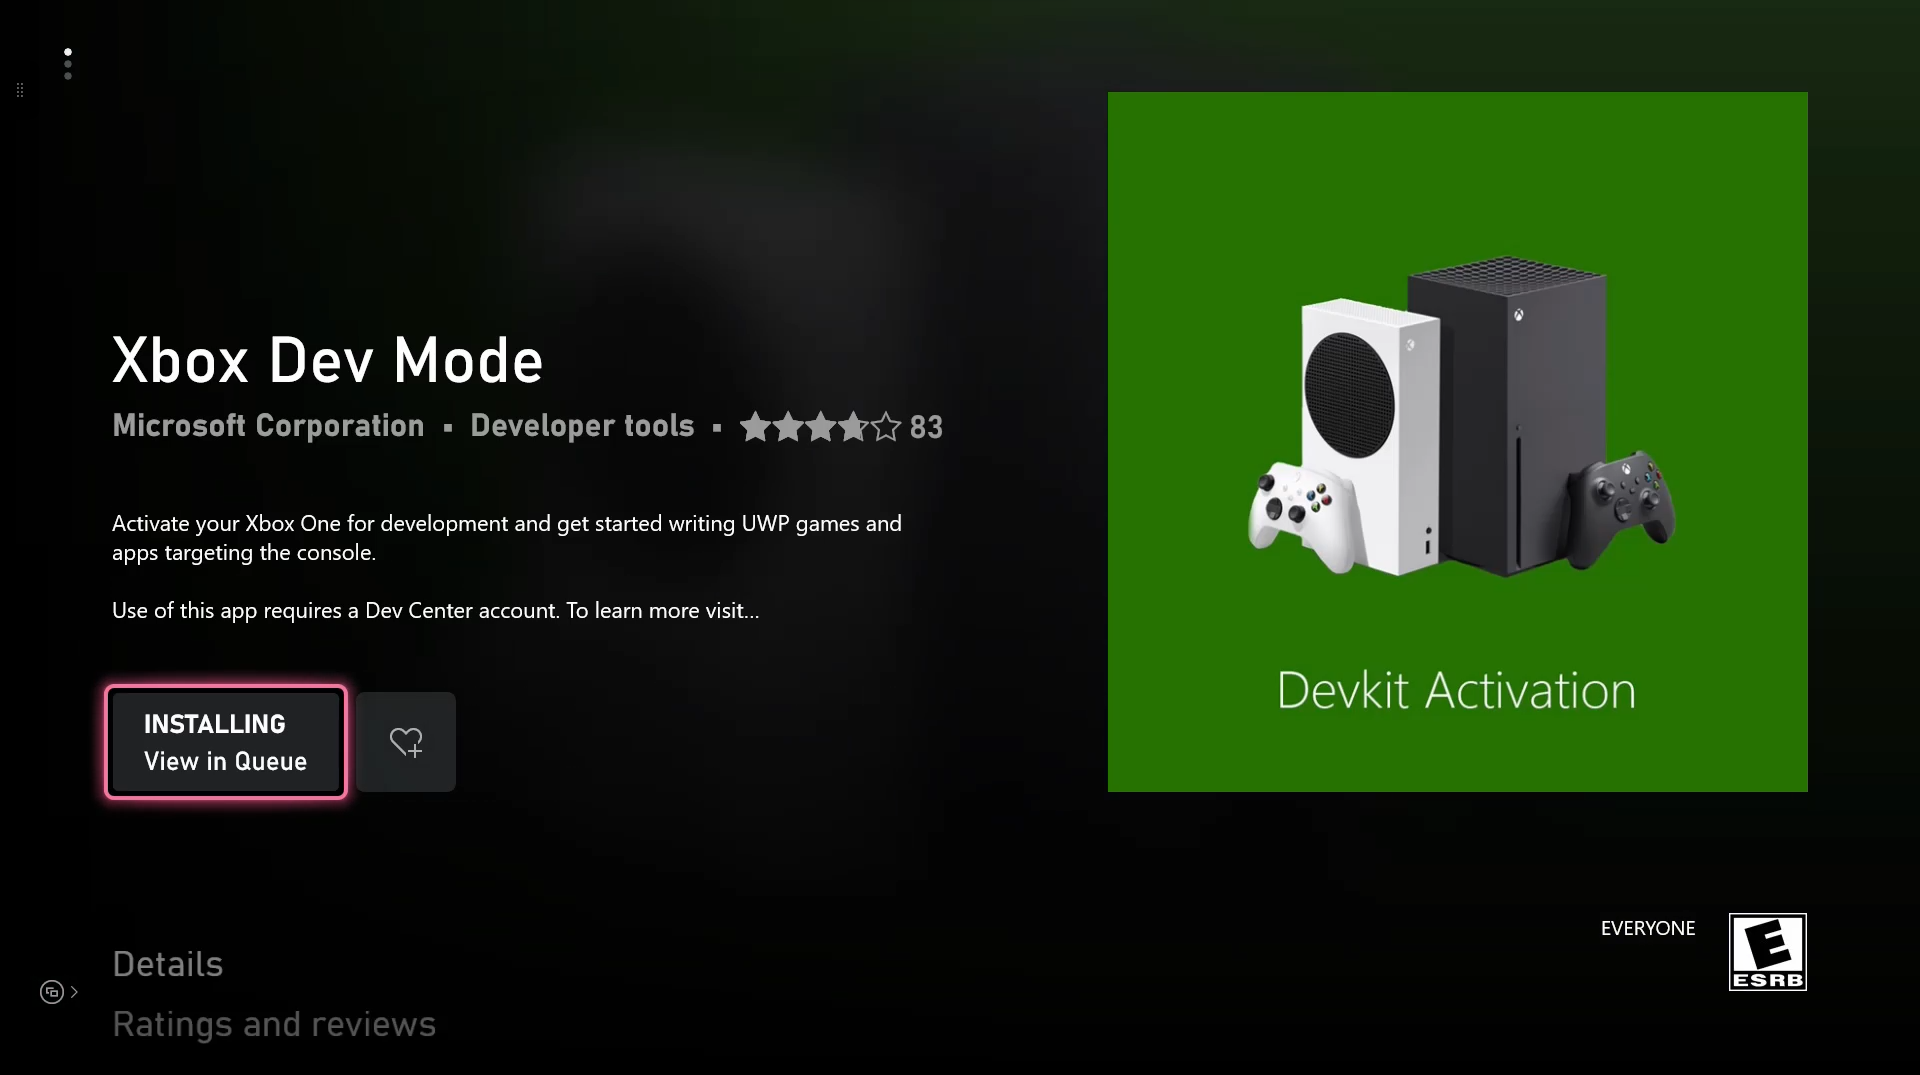 Xbox Dev Mode
Microsoft Corporation ▪ Developer tools ▪ 83
Activate your Xbox One for development and get started writing UWP games and
apps targeting the console.
Use of this app requires a Dev Center account. To learn more visit...
INSTALLING
View in Queue
Devkit Activation
EVERYONE
E
ESRB
Details
Ratings and reviews